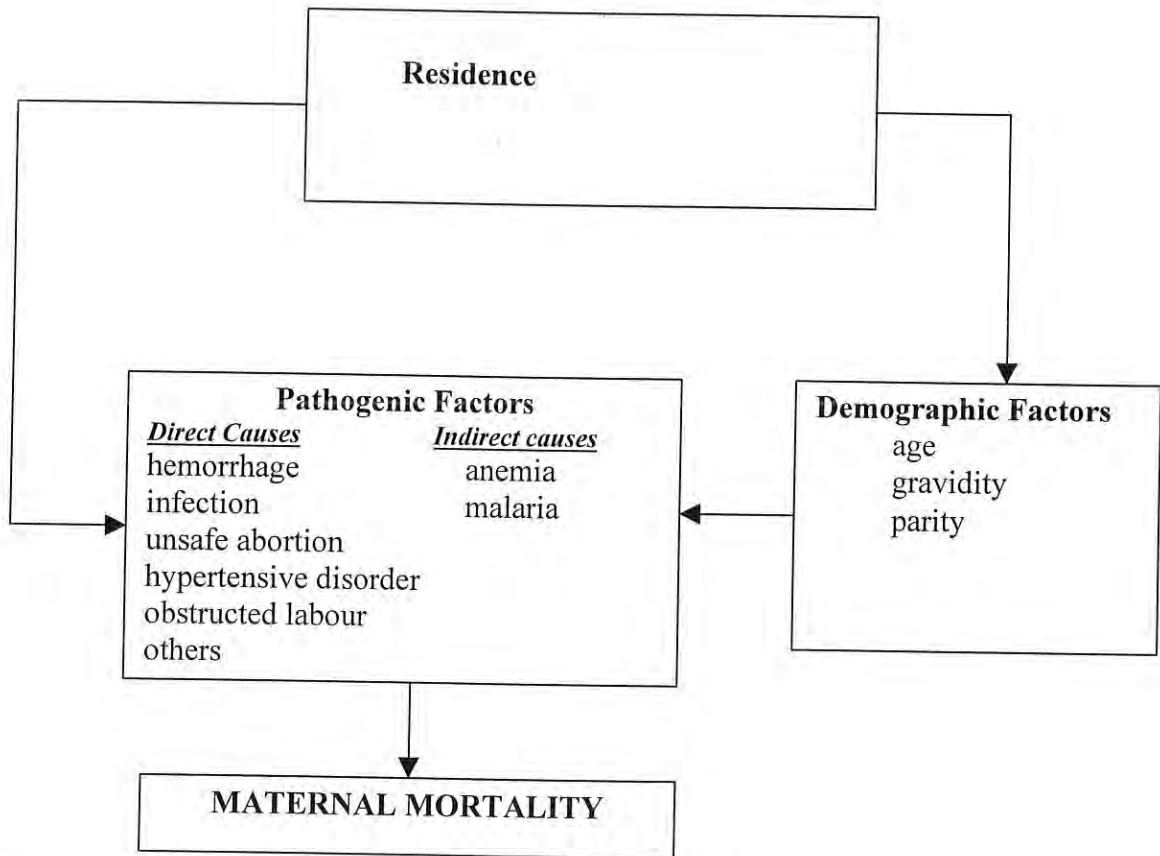 Residence
Pathogenic Factors
Direct Causes
hemorrhage
infection
unsafe abortion
hypertensive disorder
obstructed labour
others
Indirect causes
anemia
malaria
Demographic Factors
age
gravidity
parity
MATERNAL MORTALITY